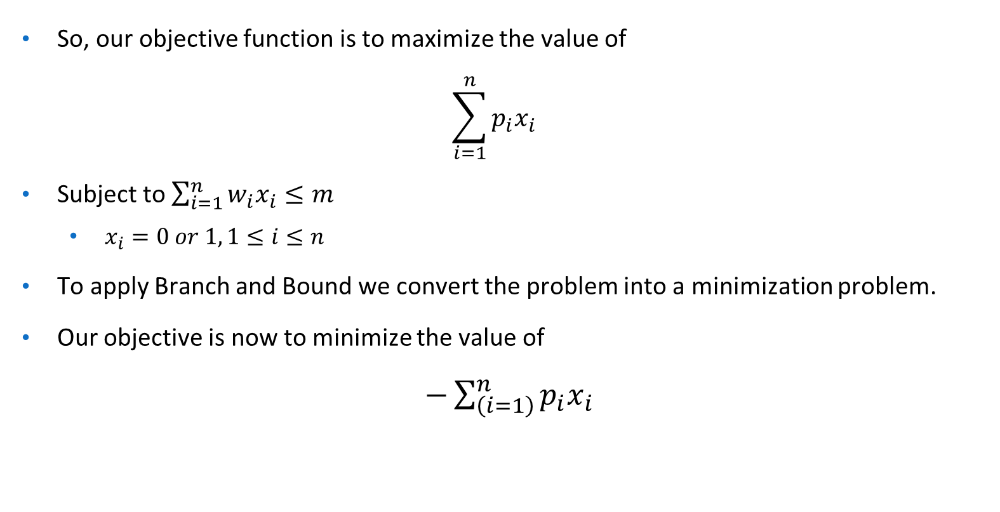 • So, our objective function is to maximize the value of
$$\sum_{i=1}^{n} p_i x_i$$
• Subject to $\sum_{i=1}^{n} w_i x_i \leq m$
• $x_i = 0 \; or \; 1, 1 \leq i \leq n$
• To apply Branch and Bound we convert the problem into a minimization problem.
• Our objective is now to minimize the value of
$$-\sum_{(i=1)}^{n} p_i x_i$$